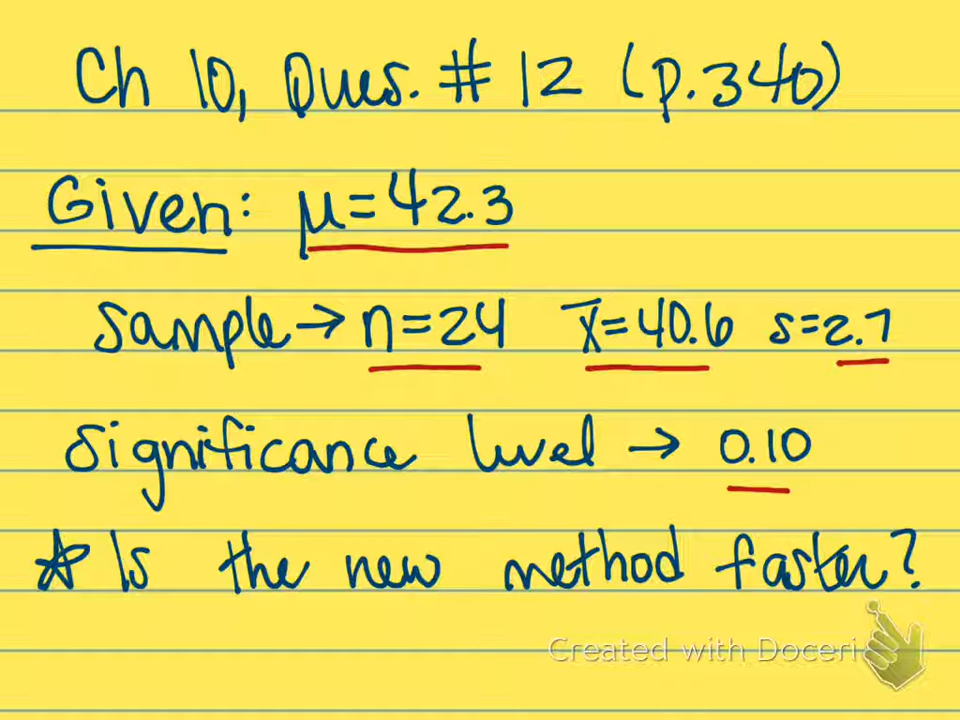 Ch 10, Ques. # 12 (p.340)
Given: μ=42.3
sample → n=24 x̄=40.6 s=2.7
significance level → 0.10
* Is the new method faster?
Created with Doceri